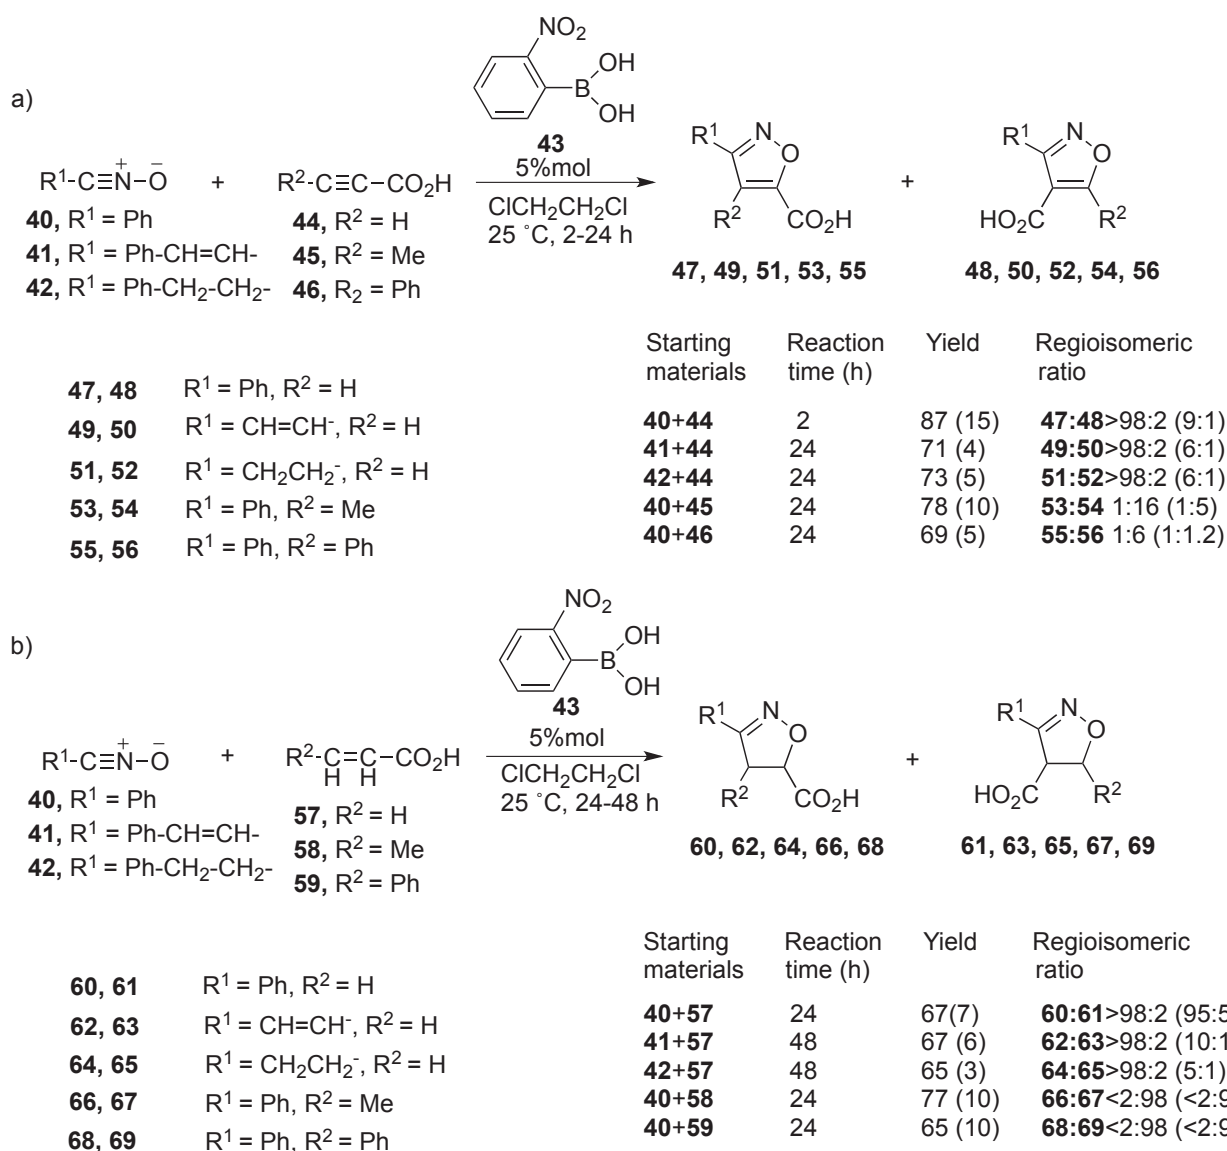 a)
NO2
B
OH
OH
43
5%mol
ClCH2CH2Cl
25 ˚C, 2-24 h
R1-C≡N+-O−
+
R2-C≡C-CO2H
40, R1 = Ph
41, R1 = Ph-CH=CH-
42, R1 = Ph-CH2-CH2-
44, R2 = H
45, R2 = Me
46, R2 = Ph
R1 N O
R2 CO2H
47, 49, 51, 53, 55
+
R1 N O
HO2C R2
48, 50, 52, 54, 56
47, 48 R1 = Ph, R2 = H
49, 50 R1 = CH=CH-, R2 = H
51, 52 R1 = CH2CH2-, R2 = H
53, 54 R1 = Ph, R2 = Me
55, 56 R1 = Ph, R2 = Ph
Starting materials Reaction time (h) Yield Regioisomeric ratio
40+44 2 87 (15) 47:48>98:2 (9:1)
41+44 24 71 (4) 49:50>98:2 (6:1)
42+44 24 73 (5) 51:52>98:2 (6:1)
40+45 24 78 (10) 53:54 1:16 (1:5)
40+46 24 69 (5) 55:56 1:6 (1:1.2)
b)
NO2
B
OH
OH
43
5%mol
ClCH2CH2Cl
25 ˚C, 24-48 h
R1-C≡N+-O−
+
R2-C=C-CO2H
H H
40, R1 = Ph
41, R1 = Ph-CH=CH-
42, R1 = Ph-CH2-CH2-
57, R2 = H
58, R2 = Me
59, R2 = Ph
R1 N O
R2 CO2H
60, 62, 64, 66, 68
+
R1 N O
HO2C R2
61, 63, 65, 67, 69
60, 61 R1 = Ph, R2 = H
62, 63 R1 = CH=CH-, R2 = H
64, 65 R1 = CH2CH2-, R2 = H
66, 67 R1 = Ph, R2 = Me
68, 69 R1 = Ph, R2 = Ph
Starting materials Reaction time (h) Yield Regioisomeric ratio
40+57 24 67(7) 60:61>98:2 (95:5
41+57 48 67 (6) 62:63>98:2 (10:1
42+57 48 65 (3) 64:65>98:2 (5:1)
40+58 24 77 (10) 66:67<2:98 (<2:9
40+59 24 65 (10) 68:69<2:98 (<2:9